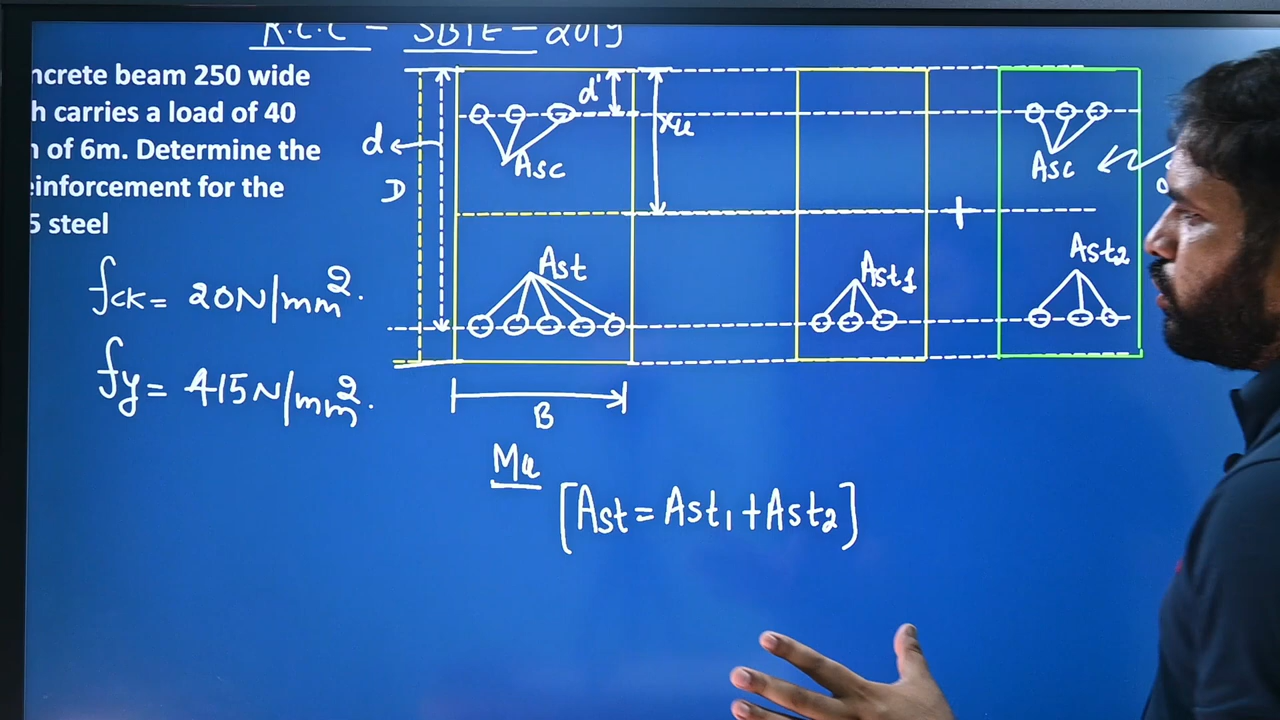 R.C.C - SBTE - 2019
ncrete beam 250 wide
h carries a load of 40
of 6m. Determine the
einforcement for the
5 steel
fck = 20N/mm².
fy = 415N/mm².
d
D
d'
xu
Asc
Ast
B
Ast1
+
Asc
Ast2
Mu
[Ast = Ast1 + Ast2]